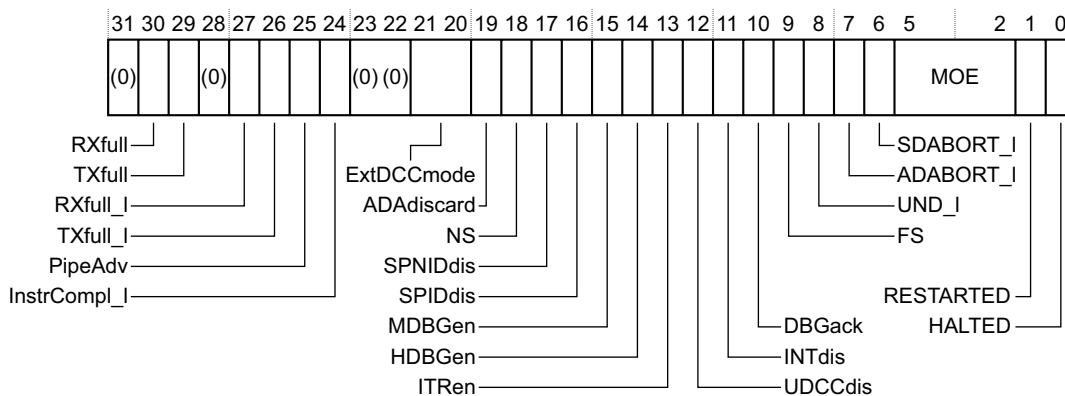 31 30 29 28 27 26 25 24 23 22 21 20 19 18 17 16 15 14 13 12 11 10 9 8 7 6 5 2 1 0
(0) (0) (0) (0) MOE
RXfull SDABORT_l
TXfull ExtDCCmode ADABORT_l
RXfull_l ADAdiscard UND_l
TXfull_l NS FS
PipeAdv SPNIDdis
InstrCompl_l SPIDdis RESTARTED
MDBGen DBGack HALTED
HDBGen INTdis
ITRen UDCCdis